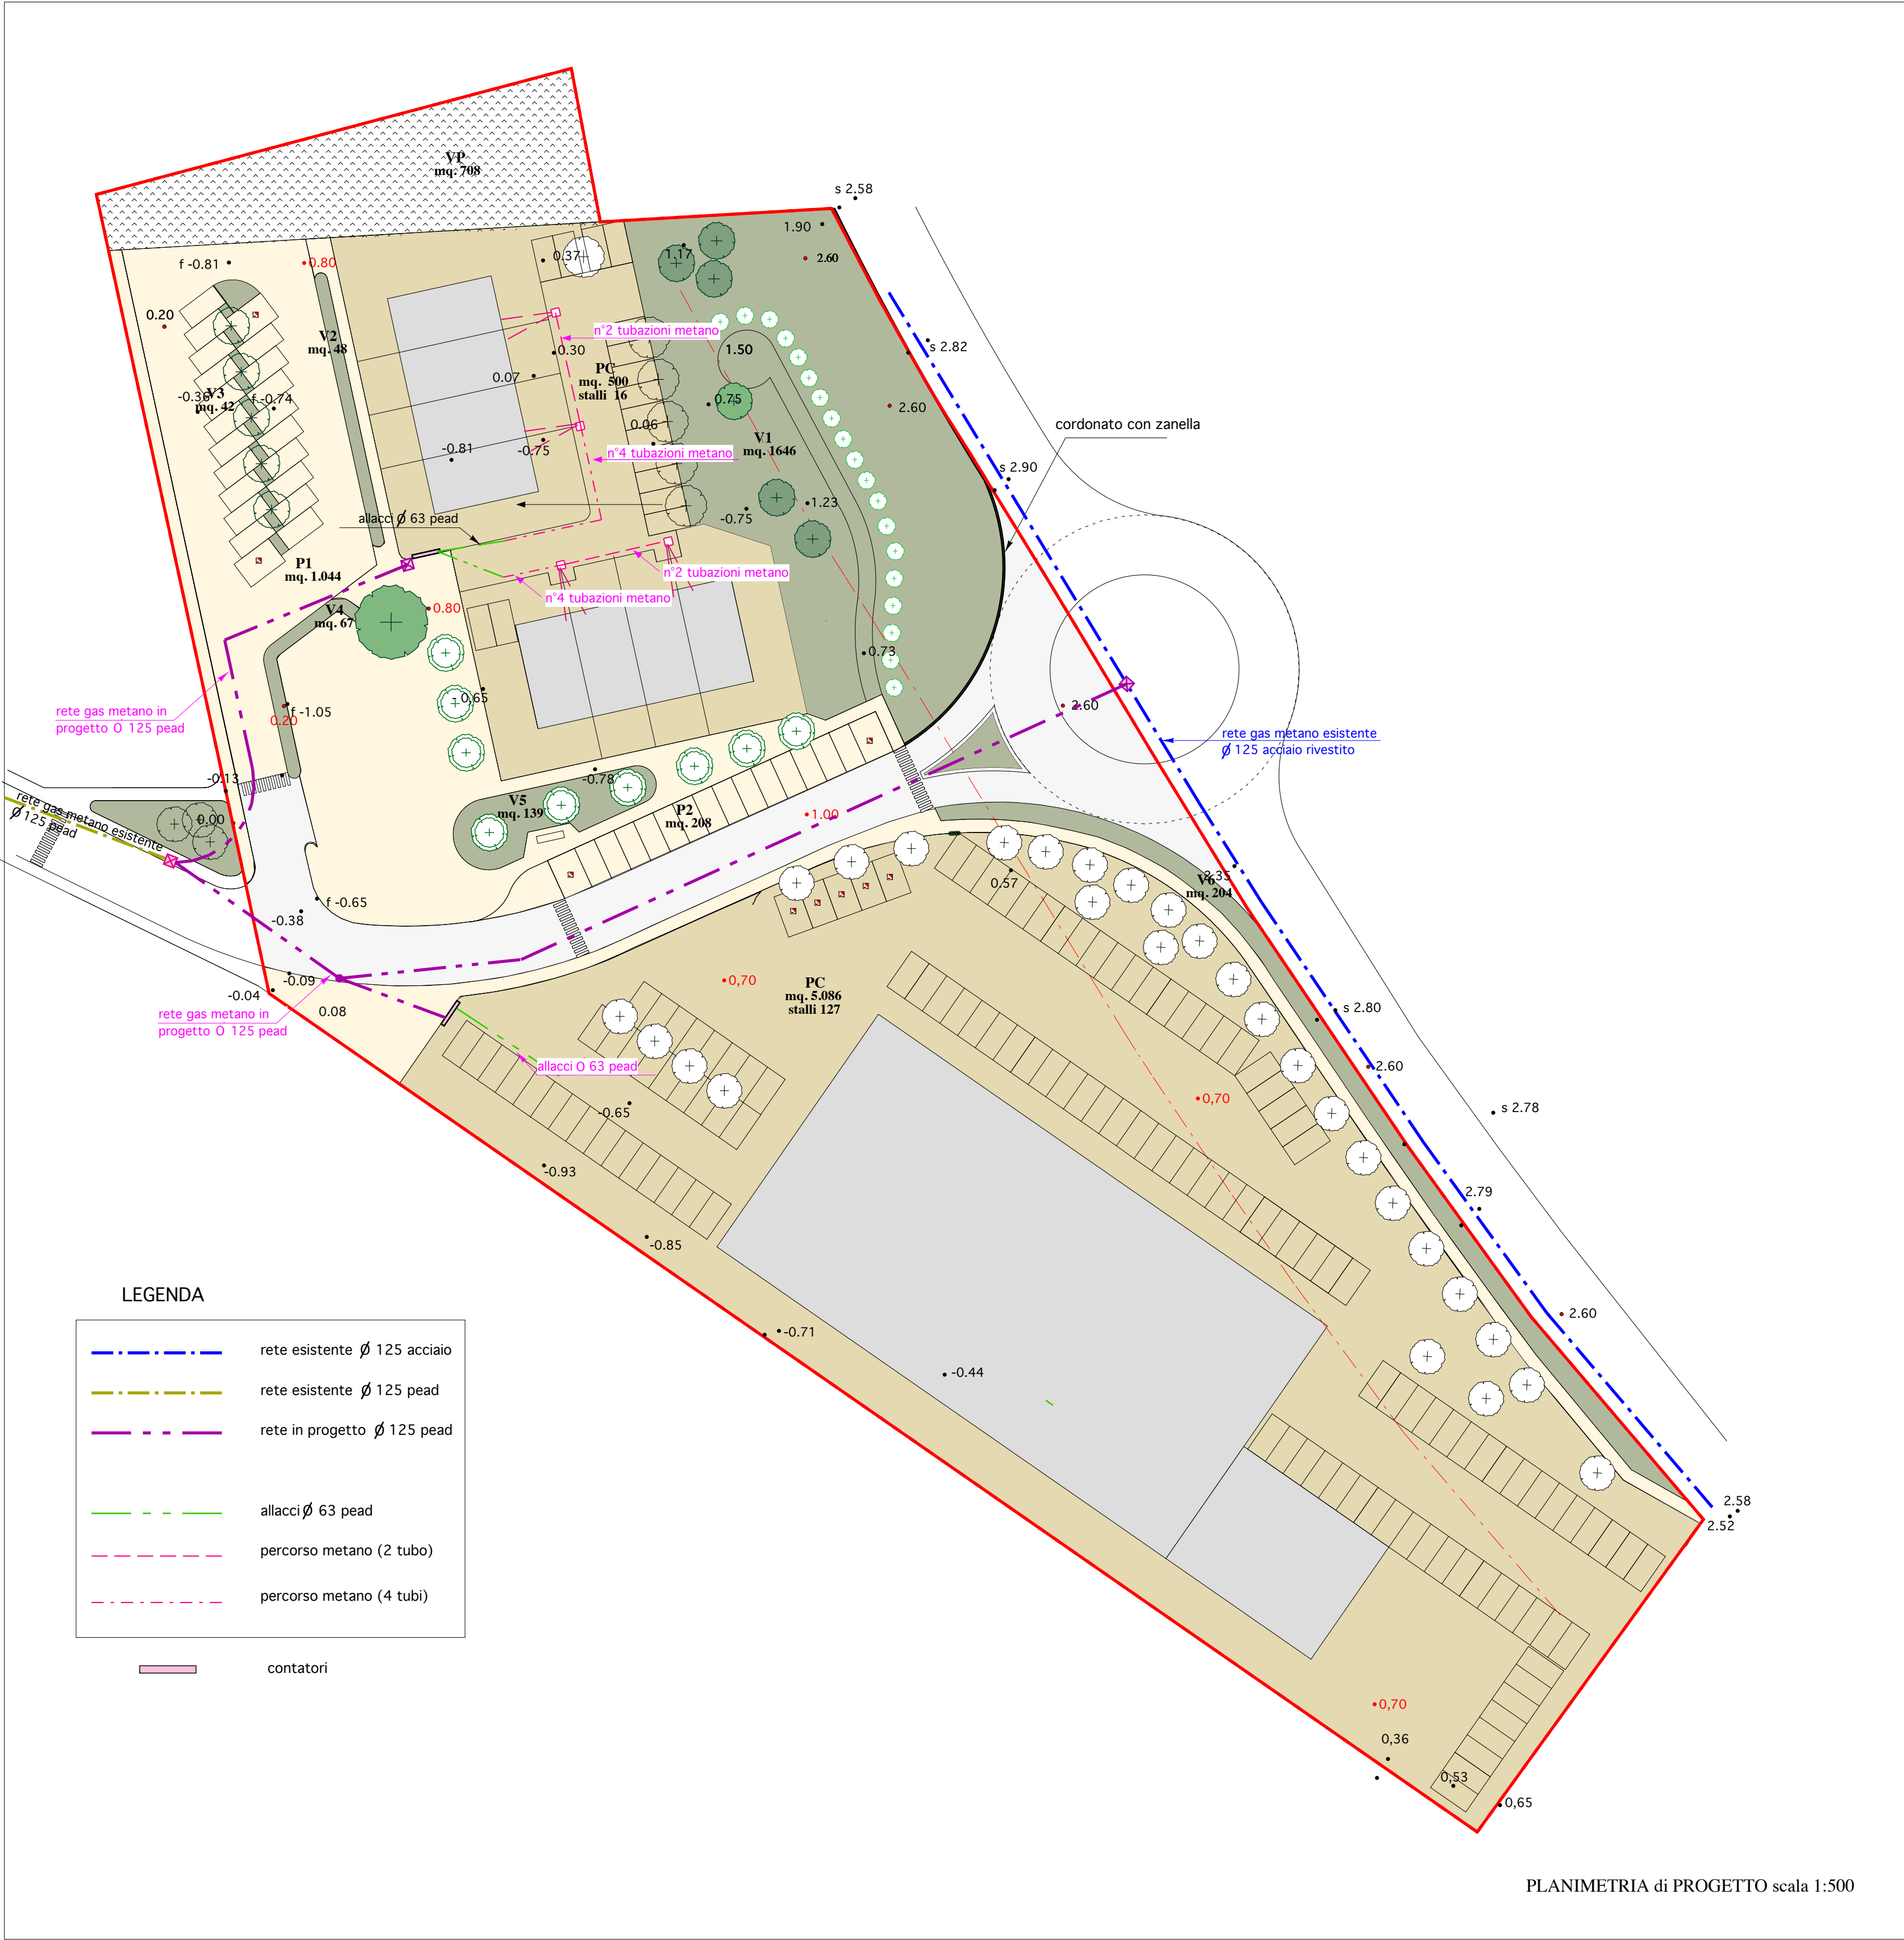 VP
mq. 708
s 2.58
1.90
f -0.81
0.80
0.37
1.17
2.60
0.20
n°2 tubazioni metano
V2
mq. 48
0.30
1.50
s 2.82
PC
mq. 500
stalli 16
0.07
V3
mq. 42
-0.36
f -0.74
0.75
2.60
0.06
cordonato con zanella
V1
mq. 1646
-0.81
-0.75
n°4 tubazioni metano
s 2.90
1.23
allacci Ø 63 pead
-0.75
P1
mq. 1.044
n°2 tubazioni metano
n°4 tubazioni metano
V4
mq. 67
0.80
0.73
- 0,65
rete gas metano in
progetto O 125 pead
f -1.05
0.20
2.60
rete gas metano esistente
Ø 125 acciaio rivestito
-0.13
-0.78
V5
mq. 139
P2
mq. 208
1.00
rete gas metano esistente
Ø 125 pead
0.00
0.57
2.35
V6
mq. 204
f -0.65
-0.38
-0.09
-0.04
0.08
0,70
PC
mq. 5.086
stalli 127
rete gas metano in
progetto O 125 pead
s 2.80
allacci O 63 pead
2.60
0,70
s 2.78
-0.65
-0.93
2.79
-0.85
2.60
-0.71
-0.44
LEGENDA
rete esistente Ø 125 acciaio
rete esistente Ø 125 pead
rete in progetto Ø 125 pead
allacci Ø 63 pead
percorso metano (2 tubo)
percorso metano (4 tubi)
contatori
2.58
2.52
0,70
0,36
0,53
0,65
PLANIMETRIA di PROGETTO scala 1:500